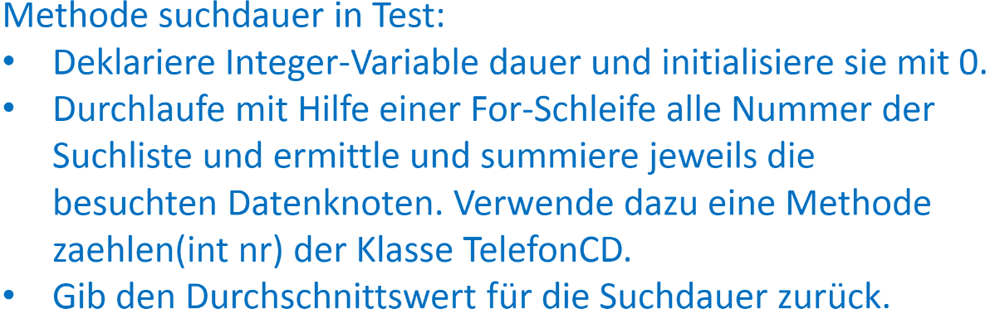 Methode suchdauer in Test:
• Deklariere Integer-Variable dauer und initialisiere sie mit 0.
• Durchlaufe mit Hilfe einer For-Schleife alle Nummer der
Suchliste und ermittle und summiere jeweils die
besuchten Datenknoten. Verwende dazu eine Methode
zaehlen(int nr) der Klasse TelefonCD.
• Gib den Durchschnittswert für die Suchdauer zurück.